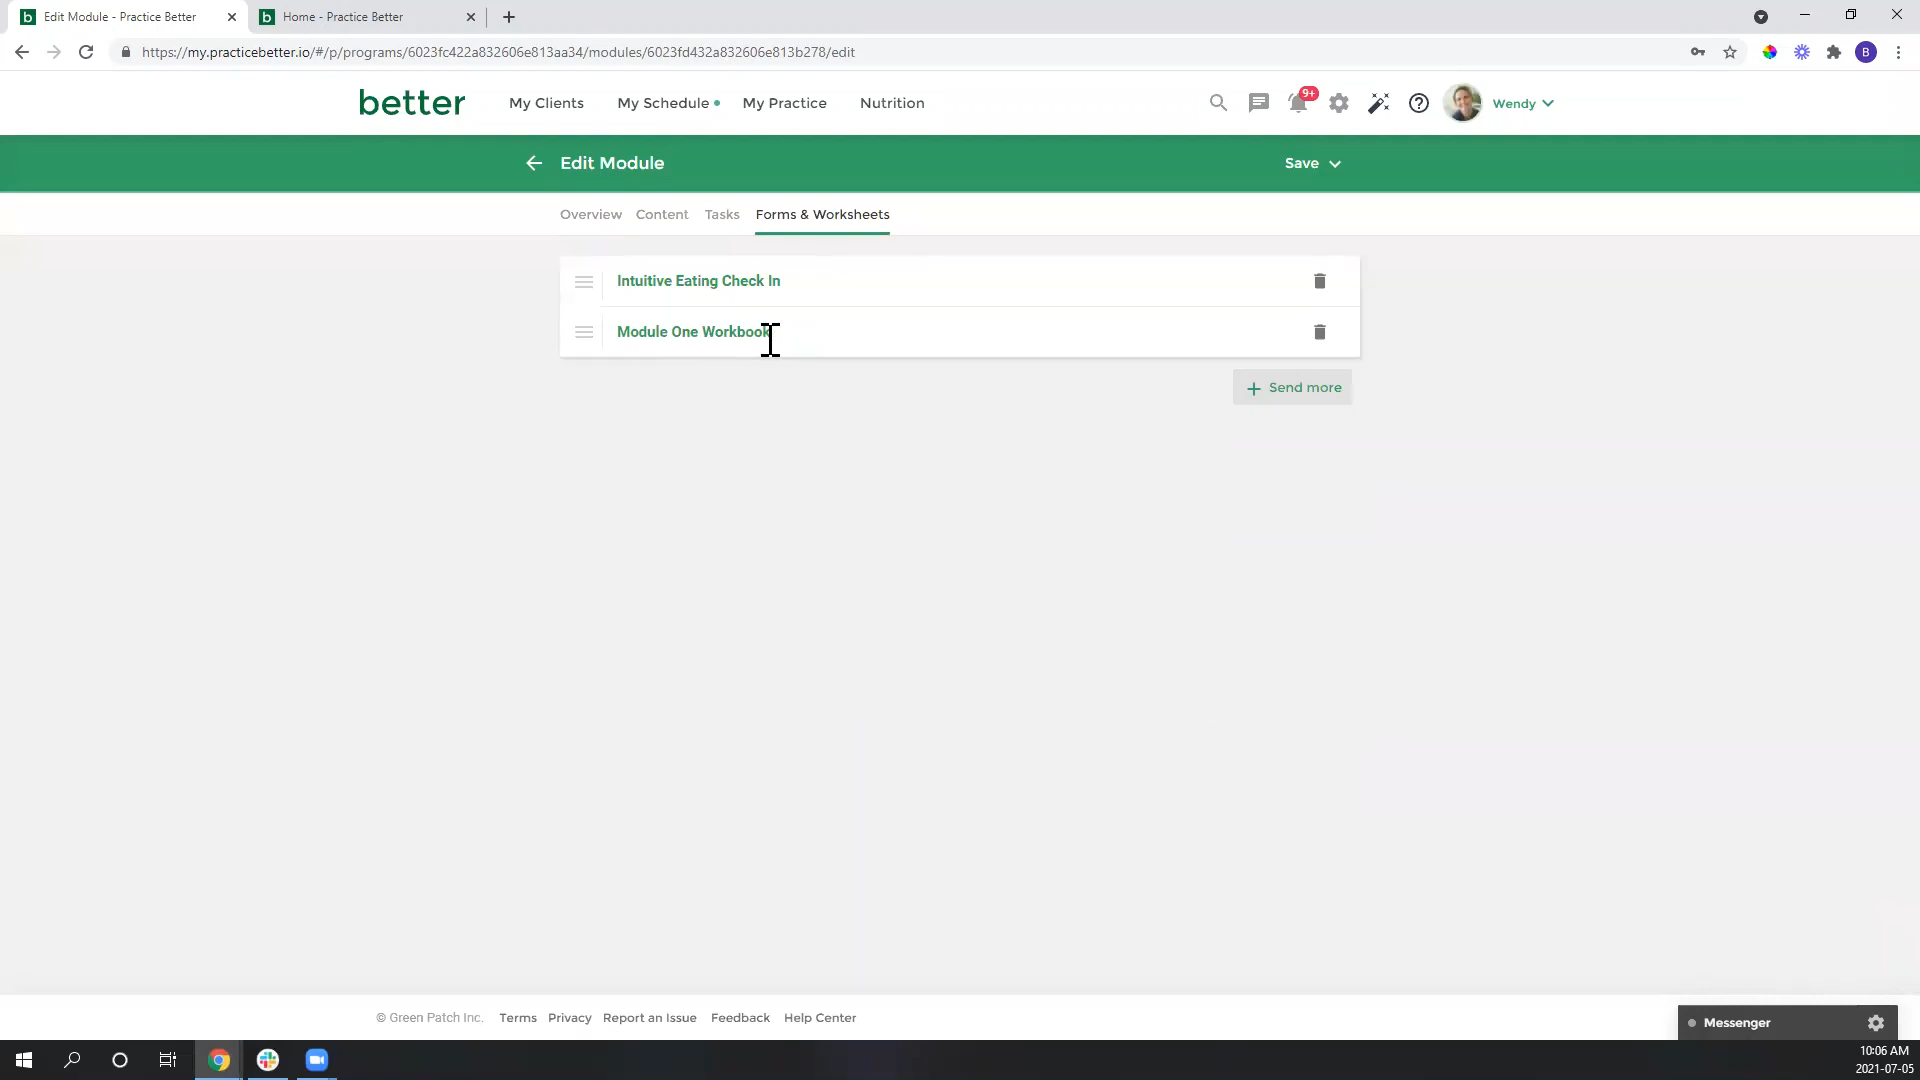 Edit Module - Practice Better
Home - Practice Better
https://my.practicebetter.io/#/p/programs/6023fc422a832606e813aa34/modules/6023fd432a832606e813b278/edit
B
better My Clients My Schedule My Practice Nutrition 9+ Wendy
Edit Module Save
Overview Content Tasks Forms & Worksheets
Intuitive Eating Check In
Module One Workbook
+ Send more
© Green Patch Inc. Terms Privacy Report an Issue Feedback Help Center
Messenger
10:06 AM
2021-07-05